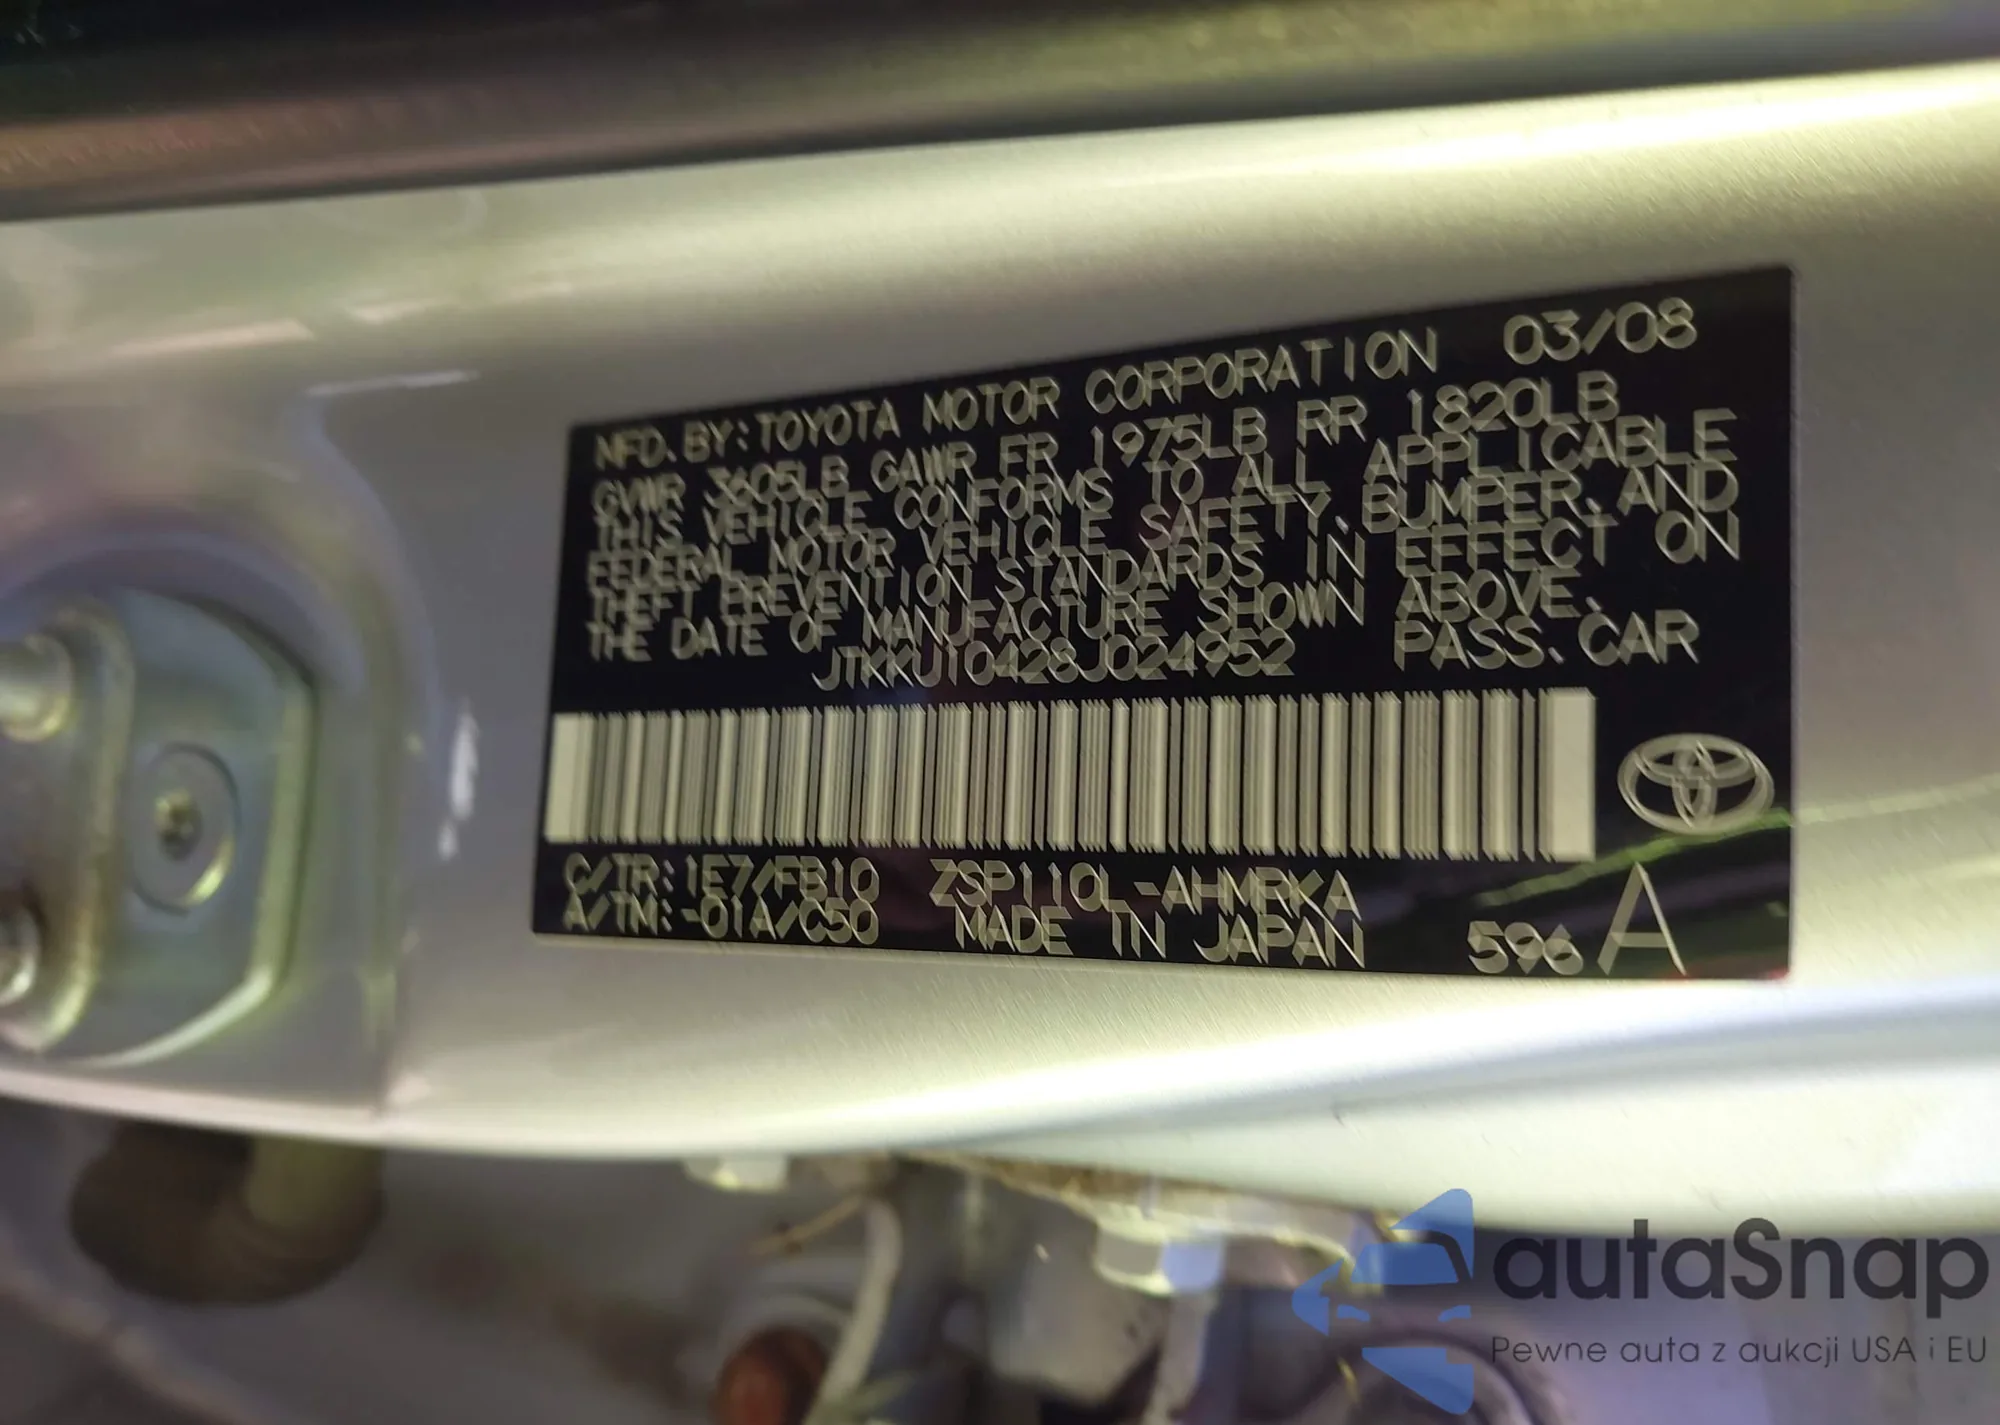 MFD.BY:TOYOTA MOTOR CORPORATION 03/08
GVWR 3605LB GAWR FR 1975LB RR 1820LB
THIS VEHICLE CONFORMS TO ALL APPLICABLE
FEDERAL MOTOR VEHICLE SAFETY, BUMPER, AND
THEFT PREVENTION STANDARDS IN EFFECT ON
THE DATE OF MANUFACTURE SHOWN ABOVE.
JTKKU10428J024952 PASS.CAR
C/TR:1E7/FB10 ZSP110L-AHMRKA
A/TM:-01A/C50 MADE IN JAPAN 596 A
autaSnap
Pewne auta z aukcji USA i EU